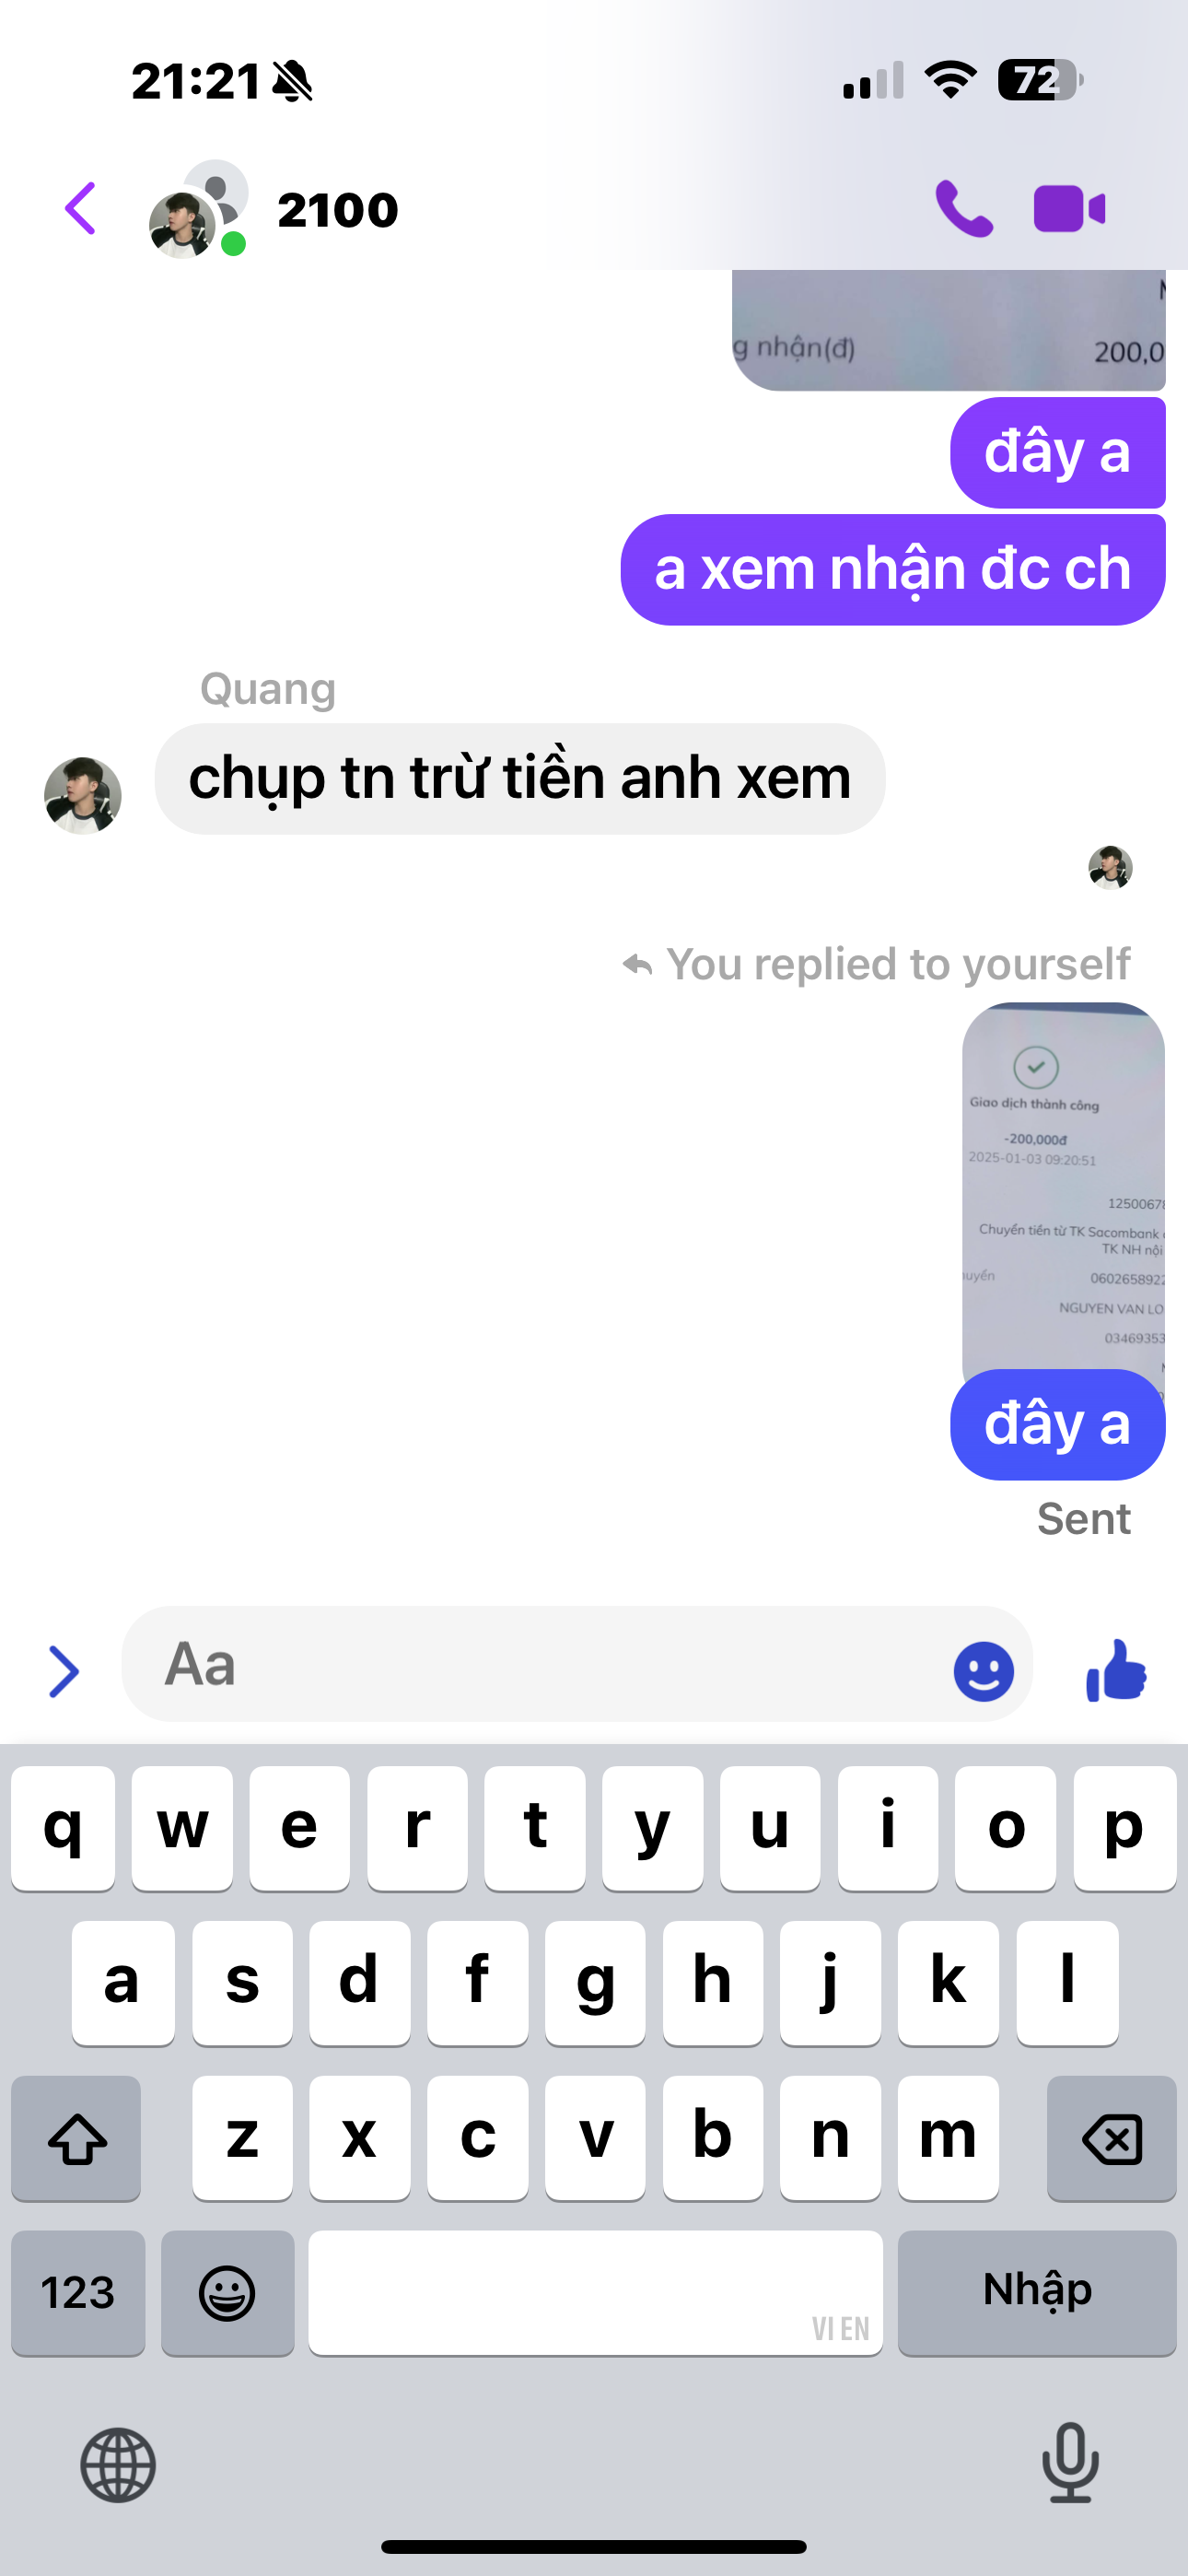 21:21
72
2100
g nhận(đ)
200,0
đây a
a xem nhận đc ch
Quang
chụp tn trừ tiền anh xem
You replied to yourself
Giao dịch thành công
-200,000đ
2025-01-03 09:20:51
12500678
Chuyển tiền từ TK Sacombank
TK NH nội
huyển
0602658922
NGUYEN VAN LO
03469353
đây a
Sent
Aa
q w e r t y u i o p
a s d f g h j k l
z x c v b n m
123
VI EN
Nhập